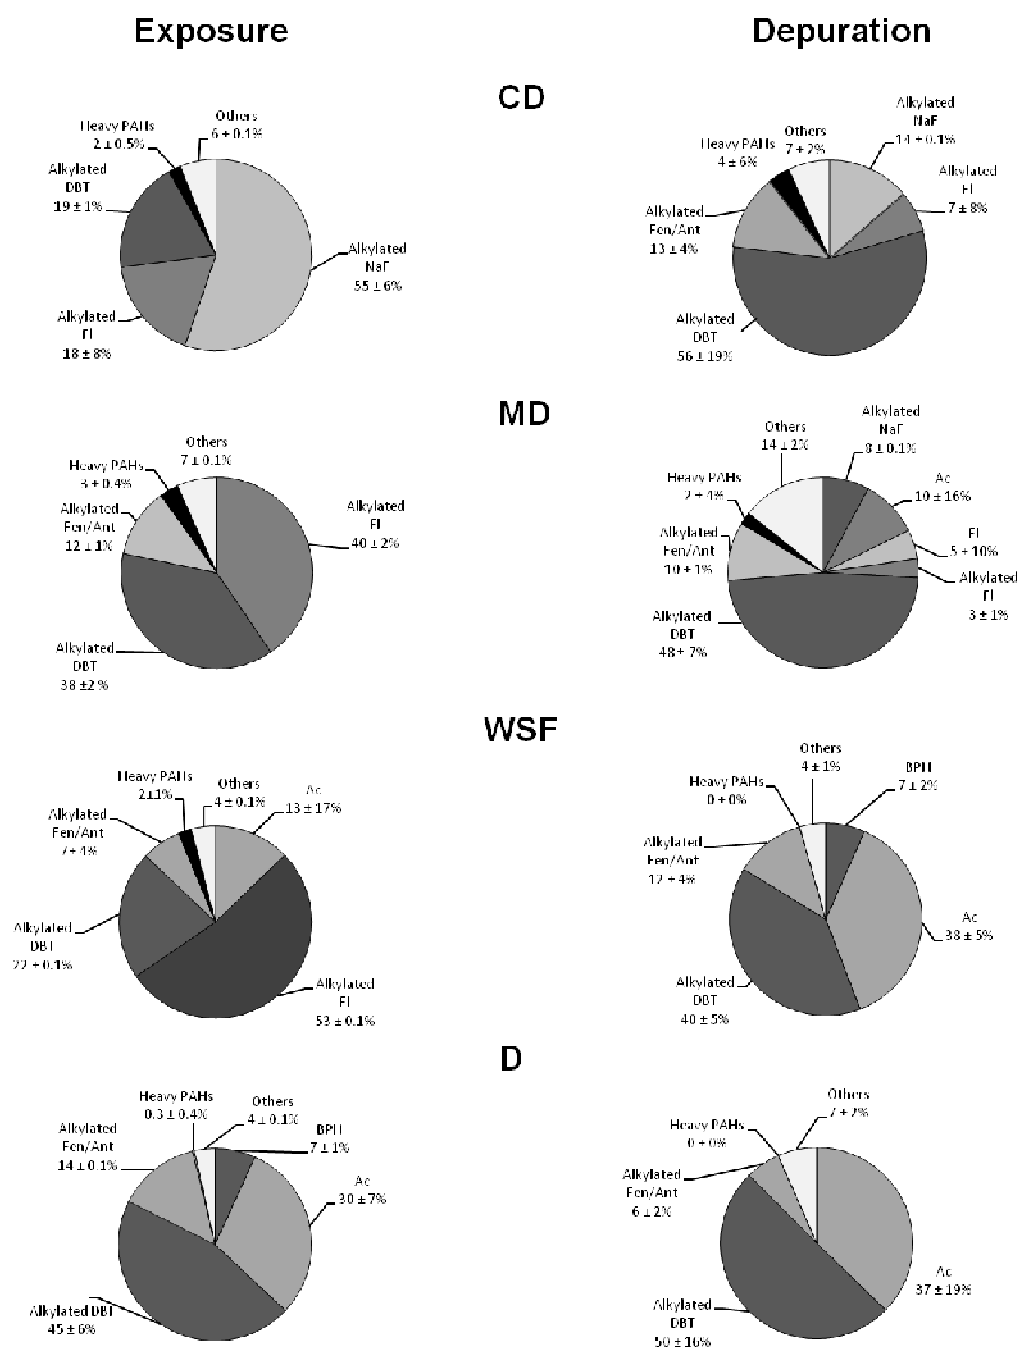 Exposure
Depuration
CD
Others
6 ± 0.1%
Heavy PAHs
2 ± 0.5%
Alkylated
DBT
19 ± 1%
Alkylated
NaF
55 ± 6%
Alkylated
Fl
18 ± 8%
Alkylated
NaF
14 ± 0.1%
Others
7 ± 2%
Heavy PAHs
4 ± 6%
Alkylated
Fl
7 ± 8%
Alkylated
Fen/Ant
13 ± 4%
Alkylated
DBT
56 ± 19%
MD
Others
7 ± 0.1%
Heavy PAHs
3 ± 0.4%
Alkylated
Fen/Ant
12 ± 1%
Alkylated
Fl
40 ± 2%
Alkylated
DBT
38 ±2 %
Alkylated
NaF
8 ± 0.1%
Others
14 ± 2%
Heavy PAHs
2 ± 4%
Ac
10 ± 16%
Alkylated
Fen/Ant
10 ± 1%
Fl
5 ± 10%
Alkylated
Fl
3 ± 1%
Alkylated
DBT
48 ± 7%
WSF
Heavy PAHs
2 ±1%
Others
4 ± 0.1%
Ac
13 ± 17%
Alkylated
Fen/Ant
7 ± 4%
Alkylated
DBT
22 ± 0.1%
Alkylated
Fl
53 ± 0.1%
Others
4 ± 1%
BPH
7 ± 2%
Heavy PAHs
0 ± 0%
Alkylated
Fen/Ant
12 ± 4%
Ac
38 ± 5%
Alkylated
DBT
40 ± 5%
D
Heavy PAHs
0.3 ± 0.4%
Others
4 ± 0.1%
BPH
7 ± 1%
Alkylated
Fen/Ant
14 ± 0.1%
Ac
30 ± 7%
Alkylated DBT
45 ± 6%
Others
7 ± 2%
Heavy PAHs
0 ± 0%
Alkylated
Fen/Ant
6 ± 2%
Ac
37 ± 19%
Alkylated
DBT
50 ± 16%